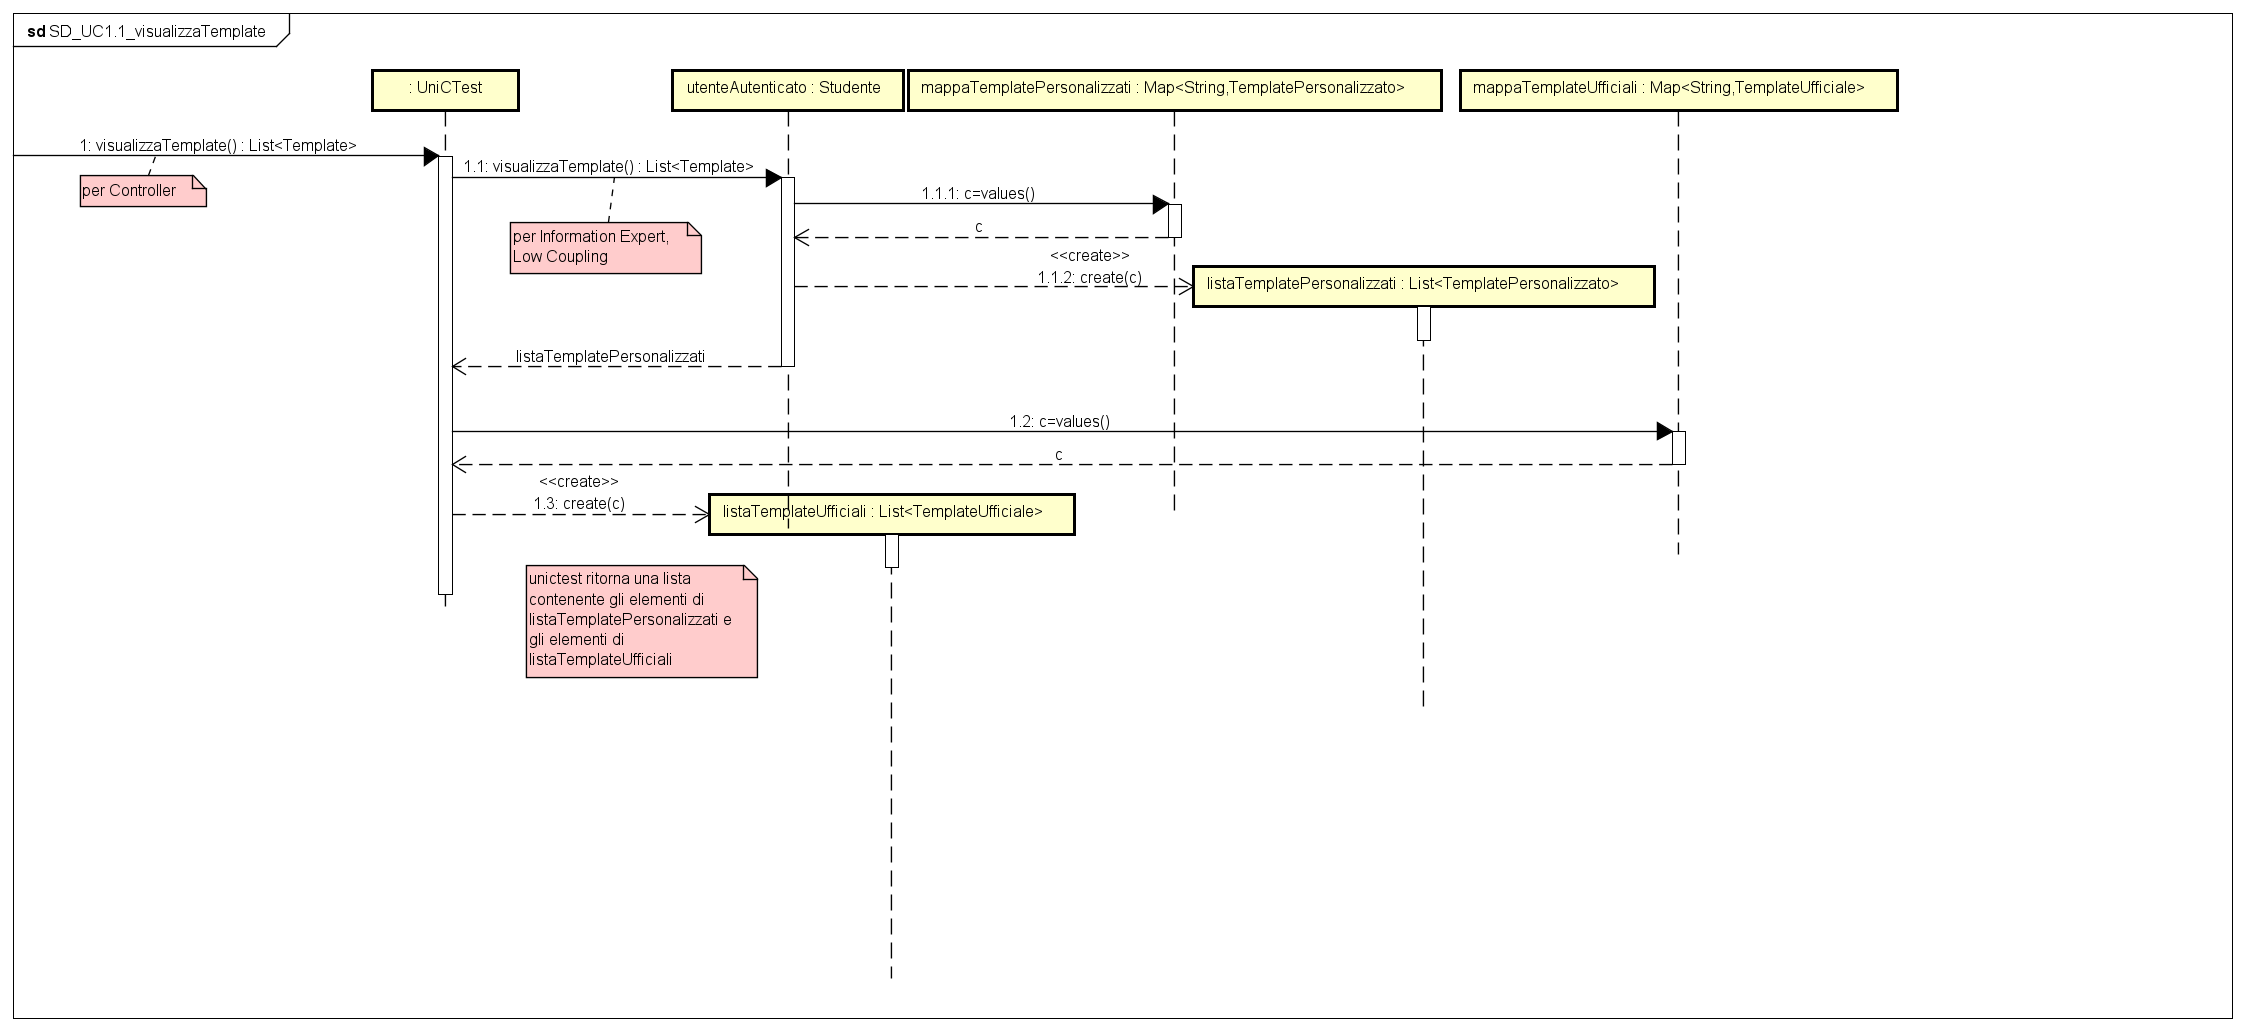 sd SD_UC1.1_visualizzaTemplate
: UniCTest
utenteAutenticato : Studente
mappaTemplatePersonalizzati : Map<String,TemplatePersonalizzato>
mappaTemplateUfficiali : Map<String,TemplateUfficiale>
1: visualizzaTemplate() : List<Template>
per Controller
1.1: visualizzaTemplate() : List<Template>
per Information Expert,
Low Coupling
1.1.1: c=values()
c
<<create>>
1.1.2: create(c)
listaTemplatePersonalizzati : List<TemplatePersonalizzato>
listaTemplatePersonalizzati
1.2: c=values()
c
<<create>>
1.3: create(c)
listaTemplateUfficiali : List<TemplateUfficiale>
unictest ritorna una lista
contenente gli elementi di
listaTemplatePersonalizzati e
gli elementi di
listaTemplateUfficiali